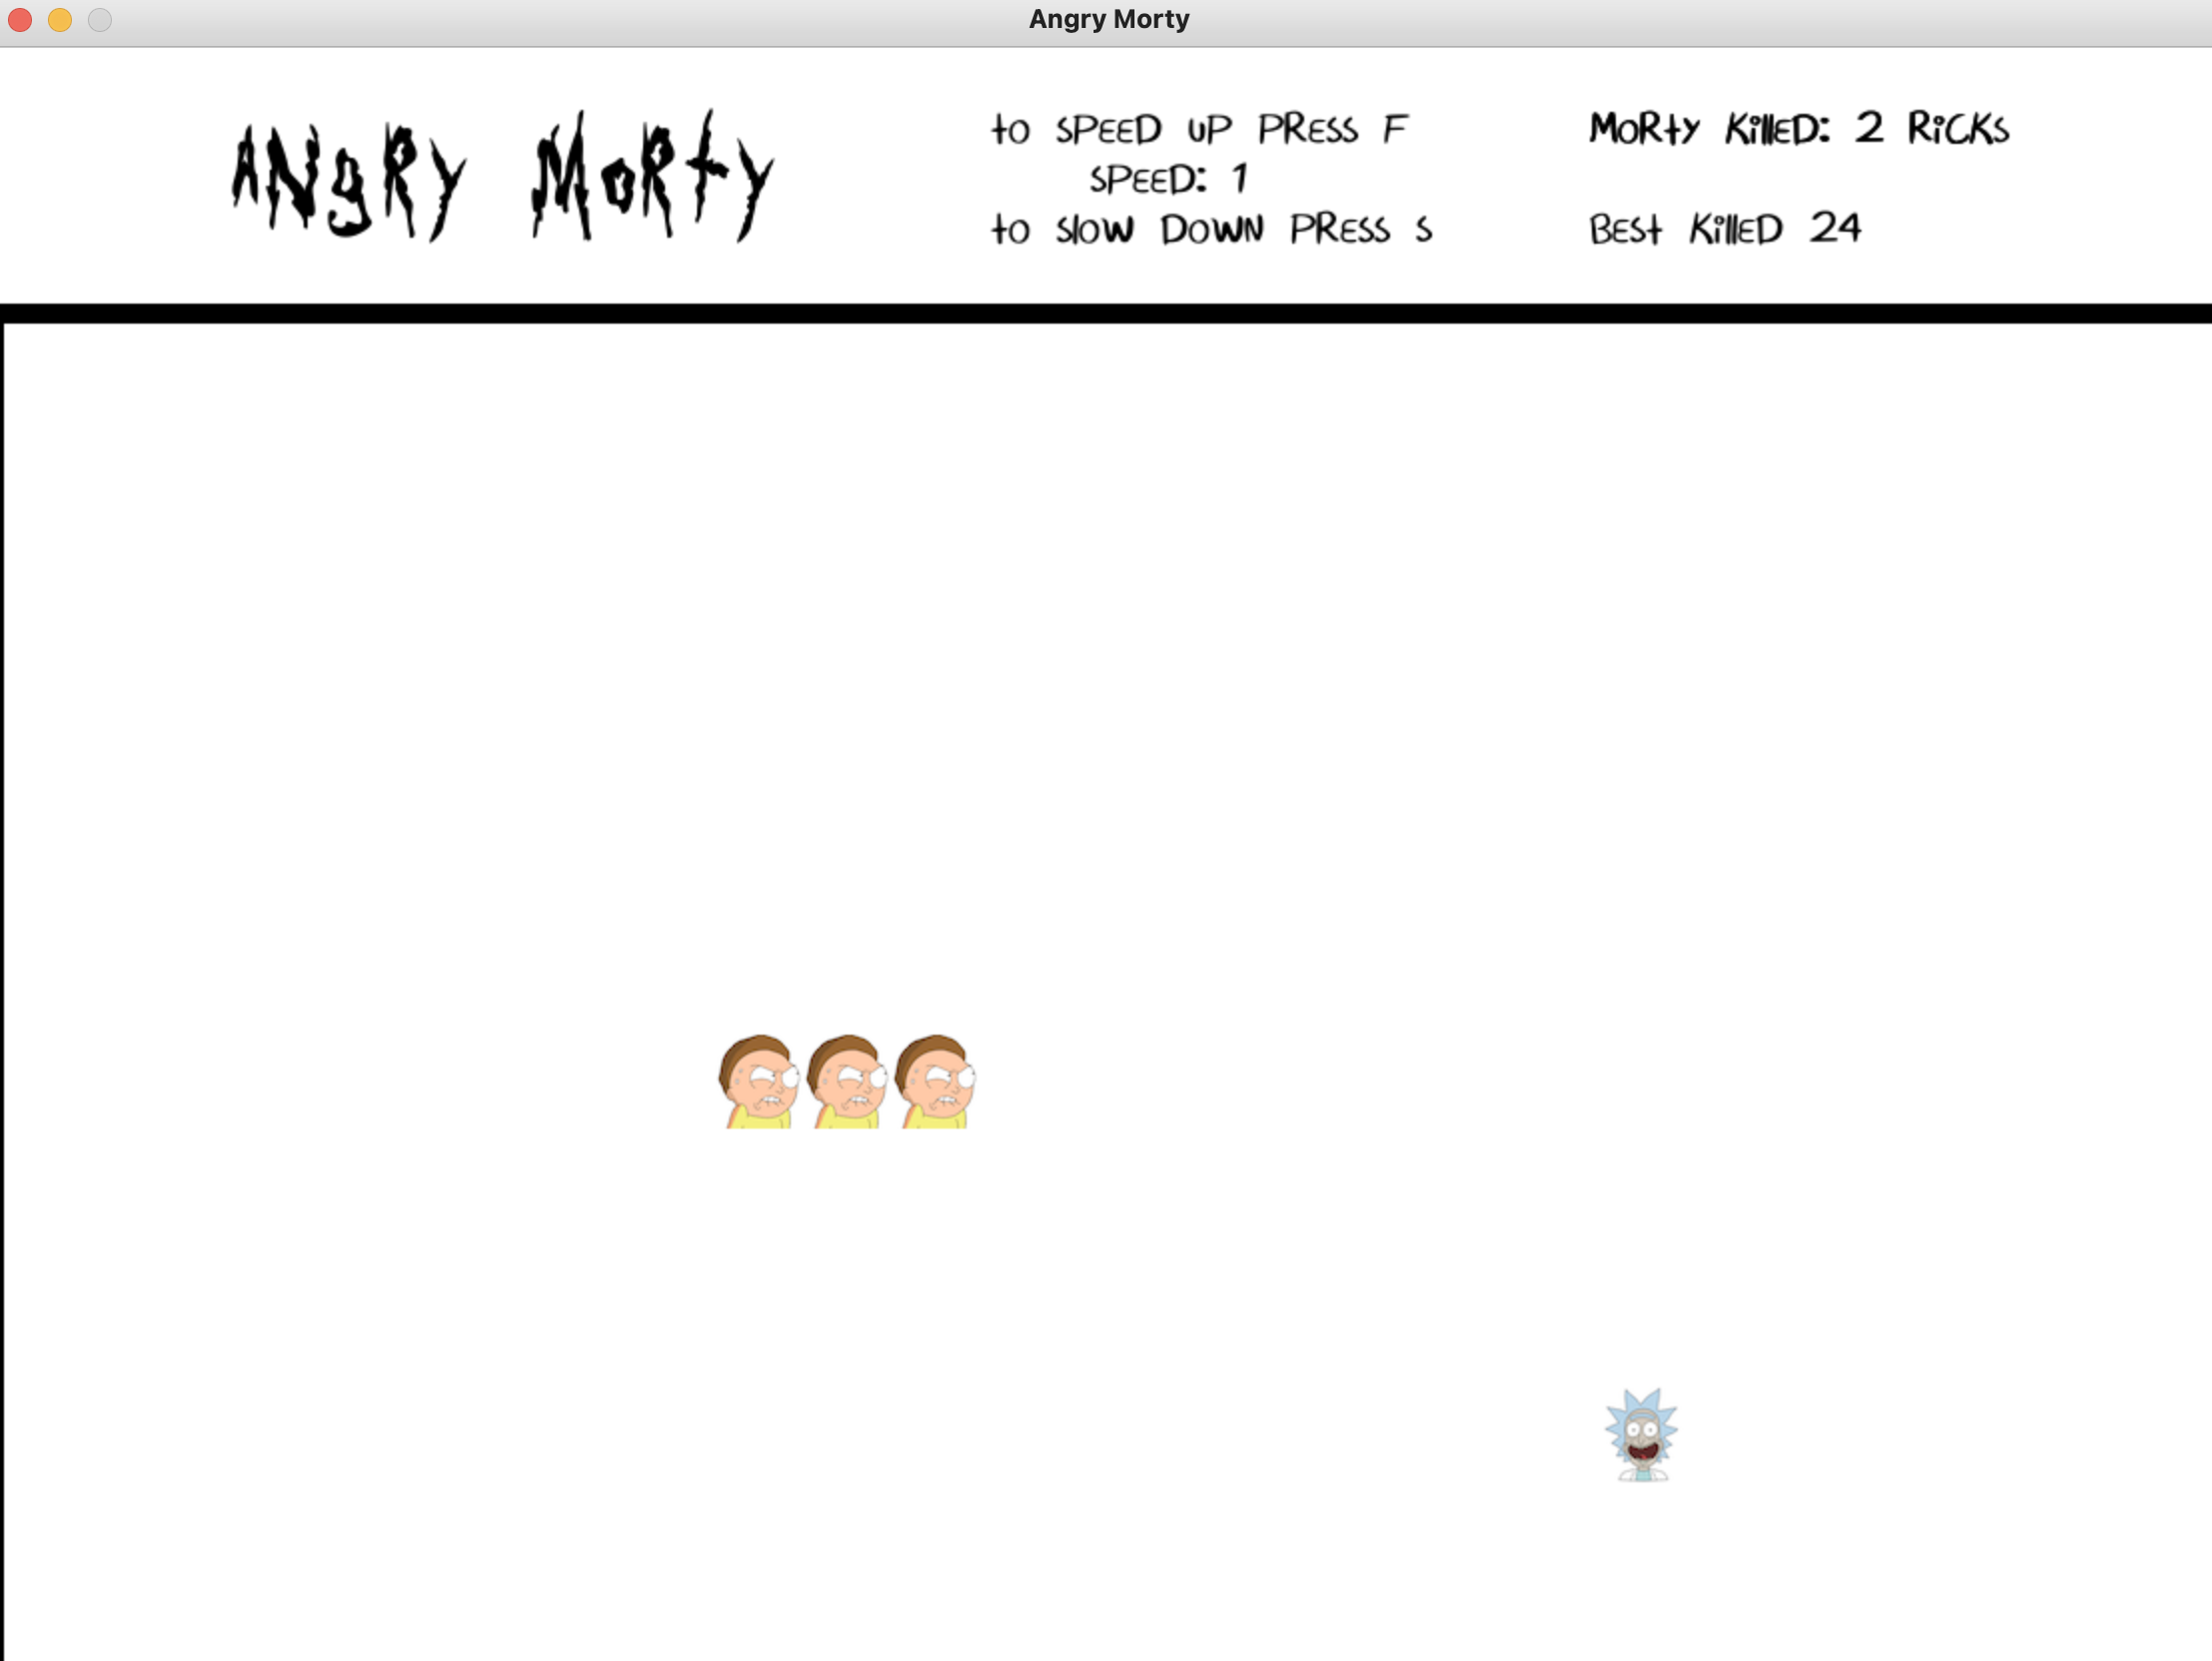 Angry Morty
ANgRy MoRty
to SPEED uP PRESS F
SPEED: 1
to slow DowN PRESS s
MoRty KillED: 2 RiCKs
BEst KillED 24